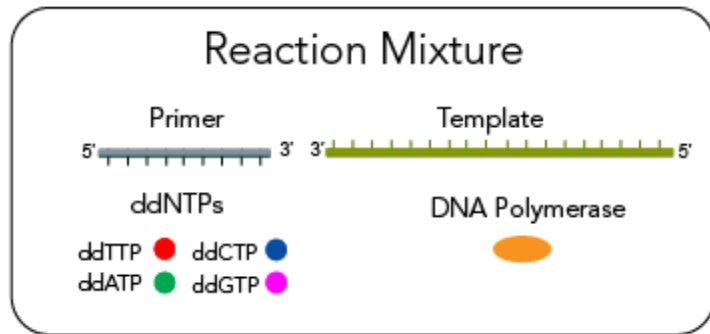 Reaction Mixture
Primer Template
5' 3' 3' 5'
ddNTPs DNA Polymerase
ddTTP ddCTP
ddATP ddGTP